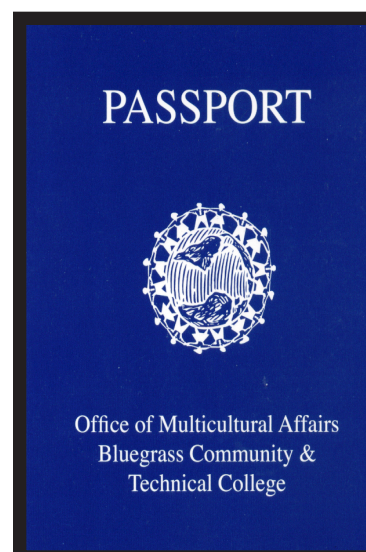 PASSPORT
Office of Multicultural Affairs
Bluegrass Community &
Technical College